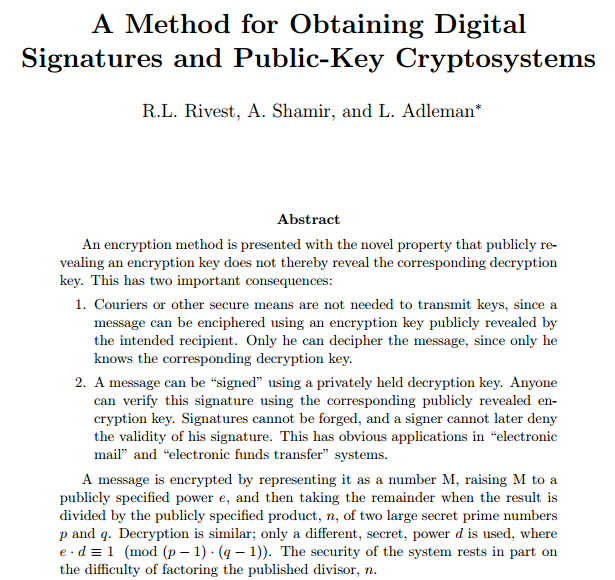 A Method for Obtaining Digital
Signatures and Public-Key Cryptosystems
R.L. Rivest, A. Shamir, and L. Adleman*
Abstract
An encryption method is presented with the novel property that publicly re-
vealing an encryption key does not thereby reveal the corresponding decryption
key. This has two important consequences:
1. Couriers or other secure means are not needed to transmit keys, since a
message can be enciphered using an encryption key publicly revealed by
the intended recipient. Only he can decipher the message, since only he
knows the corresponding decryption key.
2. A message can be “signed” using a privately held decryption key. Anyone
can verify this signature using the corresponding publicly revealed en-
cryption key. Signatures cannot be forged, and a signer cannot later deny
the validity of his signature. This has obvious applications in “electronic
mail” and “electronic funds transfer” systems.
A message is encrypted by representing it as a number M, raising M to a
publicly specified power e, and then taking the remainder when the result is
divided by the publicly specified product, n, of two large secret prime numbers
p and q. Decryption is similar; only a different, secret, power d is used, where
e · d ≡ 1 (mod (p − 1) · (q − 1)). The security of the system rests in part on
the difficulty of factoring the published divisor, n.